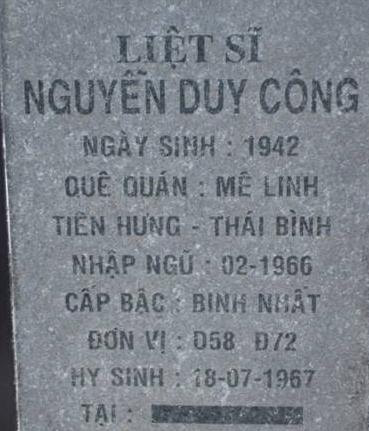 LIỆT SĨ
NGUYỄN DUY CÔNG
NGÀY SINH : 1942
QUÊ QUÁN : MÊ LINH
TIÊN HƯNG - THÁI BÌNH
NHẬP NGŨ : 02-1966
CẤP BẬC : BINH NHẤT
ĐƠN VỊ : D58 Đ72
HY SINH : 18-07-1967
TẠI :